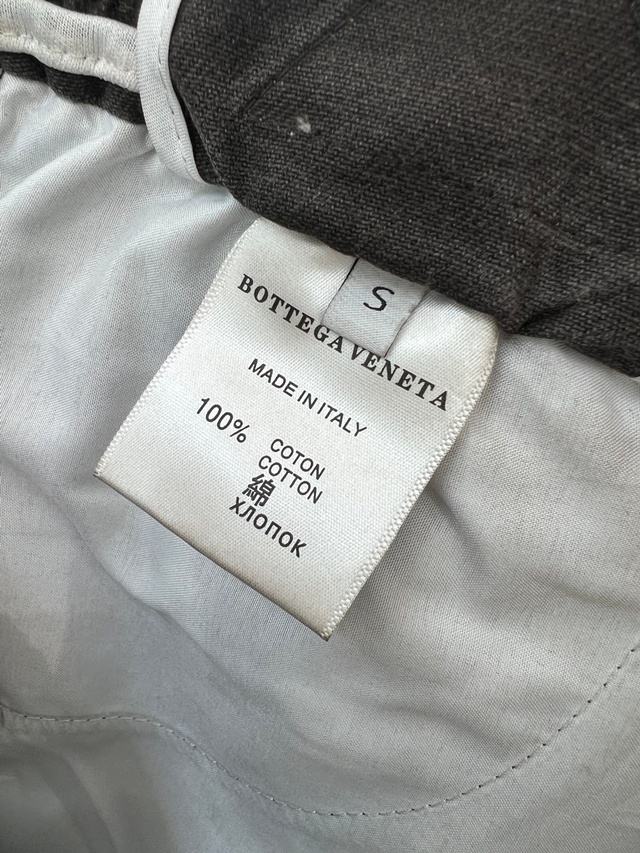 S
BOTTEGA VENETA
MADE IN ITALY
100% COTON
COTTON
綿
ХЛОПОК